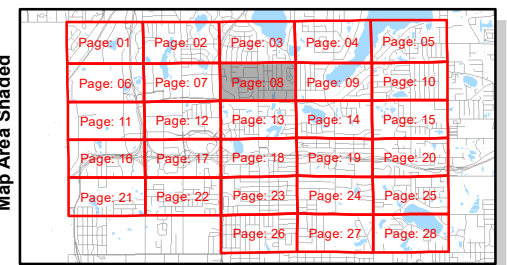 Map Area Shaded
Page: 01 Page: 02 Page: 03 Page: 04 Page: 05
Page: 06 Page: 07 Page: 08 Page: 09 Page: 10
Page: 11 Page: 12 Page: 13 Page: 14 Page: 15
Page: 16 Page: 17 Page: 18 Page: 19 Page: 20
Page: 21 Page: 22 Page: 23 Page: 24 Page: 25
Page: 26 Page: 27 Page: 28